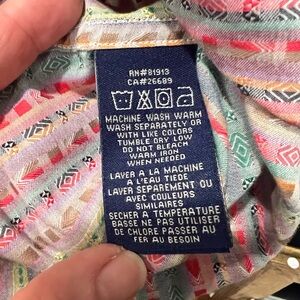 RN#81913
CA#26689
MACHINE WASH WARM
WASH SEPARATELY OR
WITH LIKE COLORS
TUMBLE DRY LOW
DO NOT BLEACH
WARM IRON
WHEN NEEDED
LAVER A LA MACHINE
A L'EAU TIEDE
LAVER SEPAREMENT OU
AVEC COULEURS
SIMILAIRES
SECHER A TEMPERATURE
BASSE NE PAS UTILISER
DE CHLORE PASSER AU
FER AU BESOIN